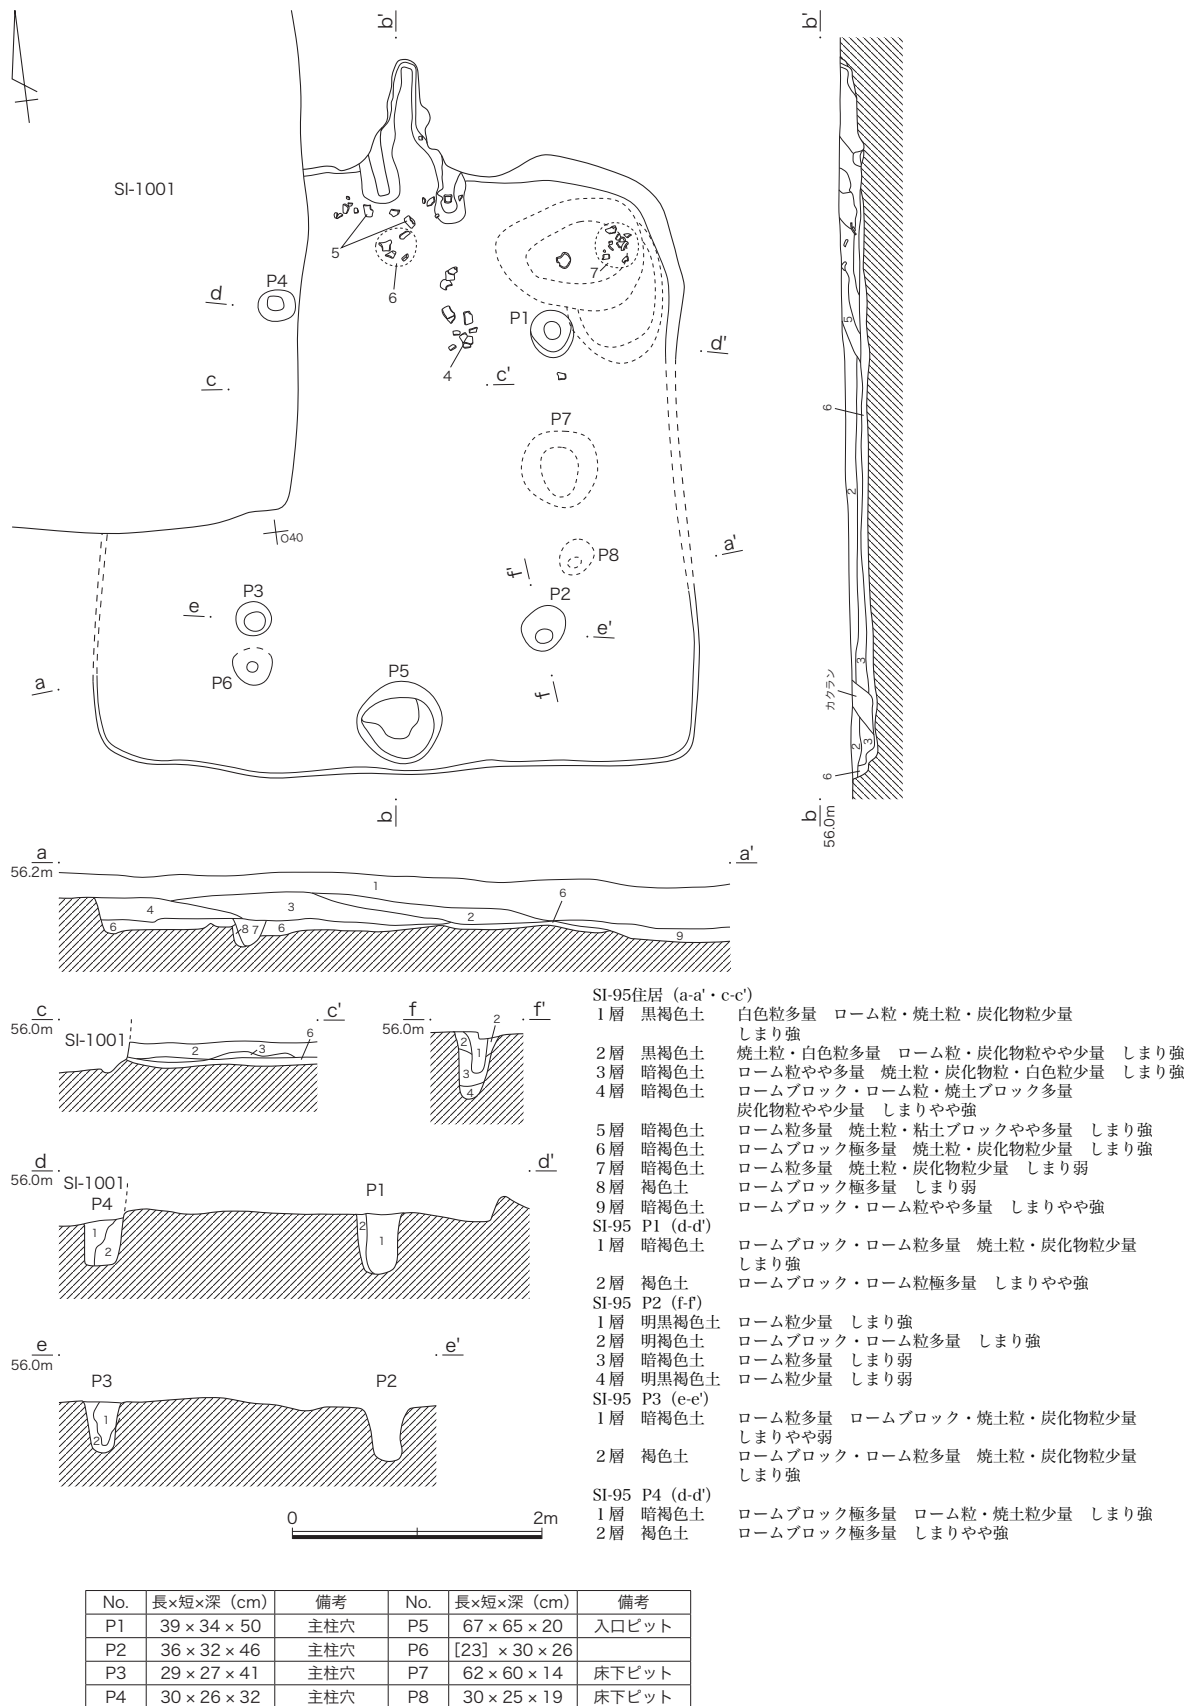 b'
b'
SI-1001
5
6
7
P4
d
P1
d'
4
c
c'
5
P7
6
2
O40
a'
P8
f'
P3
P2
e
e'
3
P6
P5
a
f
カクラン
2
3
6
b
b
56.0m
a
56.2m
a'
1
6
4
3
2
6
8
7
6
9
c
56.0m
c'
SI-1001
2
3
6
f
56.0m
f'
2
2
1
3
4
d
56.0m
d'
SI-1001
P4
P1
1
2
2
1
e
56.0m
e'
P3
P2
1
2
0
2m
SI-95住居（a-a'・c-c'）
1層　黒褐色土　白色粒多量　ローム粒・焼土粒・炭化物粒少量
しまり強
2層　黒褐色土　焼土粒・白色粒多量　ローム粒・炭化物粒やや少量　しまり強
3層　暗褐色土　ローム粒やや多量　焼土粒・炭化物粒・白色粒少量　しまり強
4層　暗褐色土　ロームブロック・ローム粒・焼土ブロック多量
炭化物粒やや少量　しまりやや強
5層　暗褐色土　ローム粒多量　焼土粒・粘土ブロックやや多量　しまり強
6層　暗褐色土　ロームブロック極多量　焼土粒・炭化物粒少量　しまり強
7層　暗褐色土　ローム粒多量　焼土粒・炭化物粒少量　しまり弱
8層　褐色土　ロームブロック極多量　しまり弱
9層　暗褐色土　ロームブロック・ローム粒やや多量　しまりやや強
SI-95 P1（d-d'）
1層　暗褐色土　ロームブロック・ローム粒多量　焼土粒・炭化物粒少量
しまり強
2層　褐色土　ロームブロック・ローム粒極多量　しまりやや強
SI-95 P2（f-f'）
1層　明黒褐色土　ローム粒少量　しまり強
2層　明褐色土　ロームブロック・ローム粒多量　しまり強
3層　暗褐色土　ローム粒多量　しまり弱
4層　明黒褐色土　ローム粒少量　しまり弱
SI-95 P3（e-e'）
1層　暗褐色土　ローム粒多量　ロームブロック・焼土粒・炭化物粒少量
しまりやや弱
2層　褐色土　ロームブロック・ローム粒多量　焼土粒・炭化物粒少量
しまり強
SI-95 P4（d-d'）
1層　暗褐色土　ロームブロック極多量　ローム粒・焼土粒少量　しまり強
2層　褐色土　ロームブロック極多量　しまりやや強
No.　長×短×深（cm）　備考　No.　長×短×深（cm）　備考
P1　39×34×50　主柱穴　P5　67×65×20　入口ピット
P2　36×32×46　主柱穴　P6　[23]×30×26
P3　29×27×41　主柱穴　P7　62×60×14　床下ピット
P4　30×26×32　主柱穴　P8　30×25×19　床下ピット